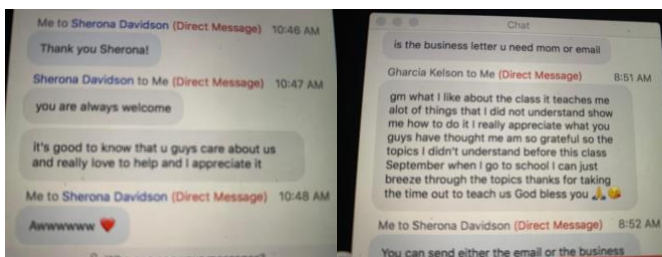 Me to Sherona Davidson (Direct Message) 10:46 AM
Thank you Sherona!
Sherona Davidson to Me (Direct Message) 10:47 AM
you are always welcome
it's good to know that u guys care about us
and really love to help and I appreciate it
Me to Sherona Davidson (Direct Message) 10:48 AM
Awwwwww ❤️
Chat
is the business letter u need mom or email
Gharcia Kelson to Me (Direct Message) 8:51 AM
gm what I like about the class it teaches me
alot of things that I did not understand show
me how to do it I really appreciate what you
guys have thought me am so grateful so the
topics I didn't understand before this class
September when I go to school I can just
breeze through the topics thanks for taking
the time out to teach us God bless you 🙏😘
Me to Sherona Davidson (Direct Message) 8:52 AM
You can send either the email or the business